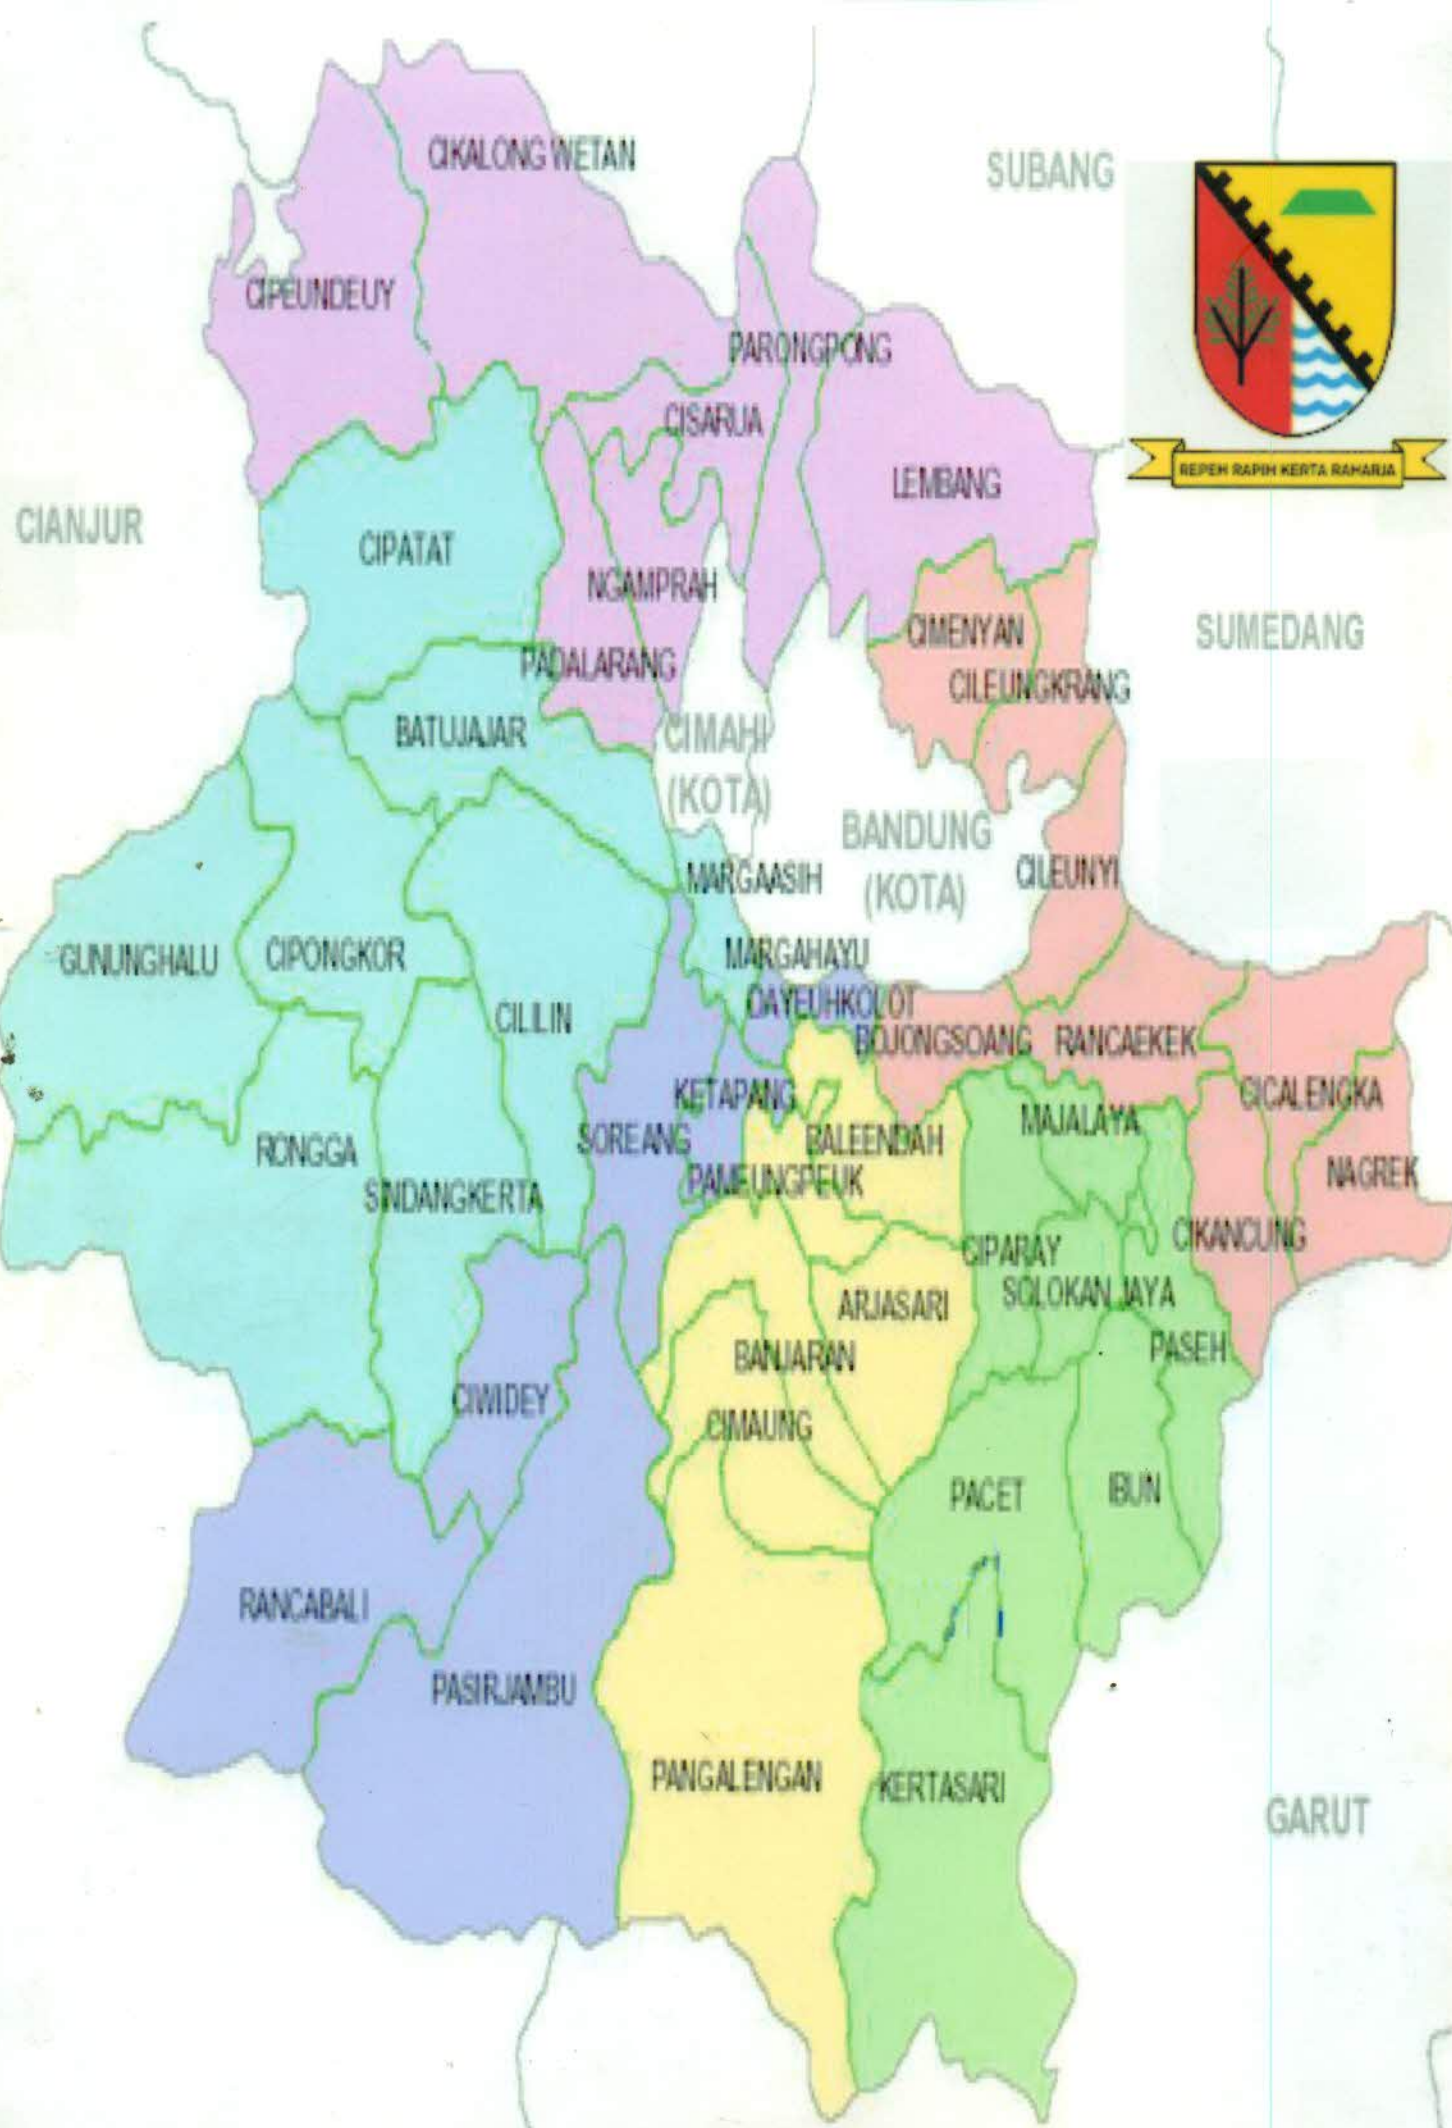 CIKALONG WETAN
SUBANG
CIPEUNDEUY
PARONGPONG
CISARUA
REPEH RAPIH KERTA RAHARJA
LEMBANG
CIANJUR
CIPATAT
NGAMPRAH
CIMENYAN
SUMEDANG
PADALARANG
CILEUNGKRANG
BATUJAJAR
CIMAHI
(KOTA)
BANDUNG
(KOTA)
MARGAASIH
CILEUNYI
GUNUNGHALU
CIPONGKOR
MARGAHAYU
DAYEUHKOLOT
CILILIN
BOJONGSOANG
RANCAEKEK
KETAPANG
CICALENGKA
MAJALAYA
SOREANG
BALEENDAH
RONGGA
NAGREK
PAMEUNGPEUK
SINDANGKERTA
CIKANCUNG
CIPARAY
SOLOKAN JAYA
ARJASARI
PASEH
BANJARAN
CIWIDEY
CIMAUNG
PACET
IBUN
RANCABALI
PASIRJAMBU
PANGALENGAN
KERTASARI
GARUT